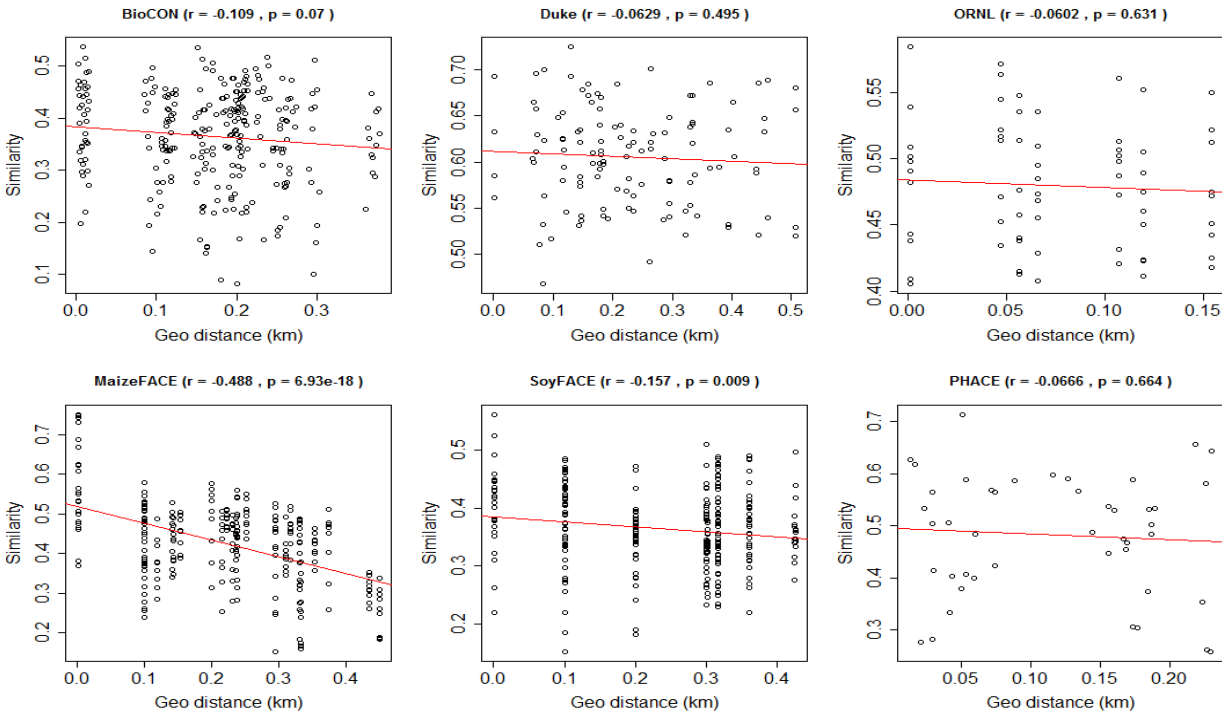 BioCON (r = -0.109 , p = 0.07 )
Similarity
0.1 0.2 0.3 0.4 0.5
0.0 0.1 0.2 0.3
Geo distance (km)
Duke (r = -0.0629 , p = 0.495 )
Similarity
0.50 0.55 0.60 0.65 0.70
0.0 0.1 0.2 0.3 0.4 0.5
Geo distance (km)
ORNL (r = -0.0602 , p = 0.631 )
Similarity
0.40 0.45 0.50 0.55
0.00 0.05 0.10 0.15
Geo distance (km)
MaizeFACE (r = -0.488 , p = 6.93e-18 )
Similarity
0.2 0.3 0.4 0.5 0.6 0.7
0.0 0.1 0.2 0.3 0.4
Geo distance (km)
SoyFACE (r = -0.157 , p = 0.009 )
Similarity
0.2 0.3 0.4 0.5
0.0 0.1 0.2 0.3 0.4
Geo distance (km)
PHACE (r = -0.0666 , p = 0.664 )
Similarity
0.3 0.4 0.5 0.6 0.7
0.05 0.10 0.15 0.20
Geo distance (km)